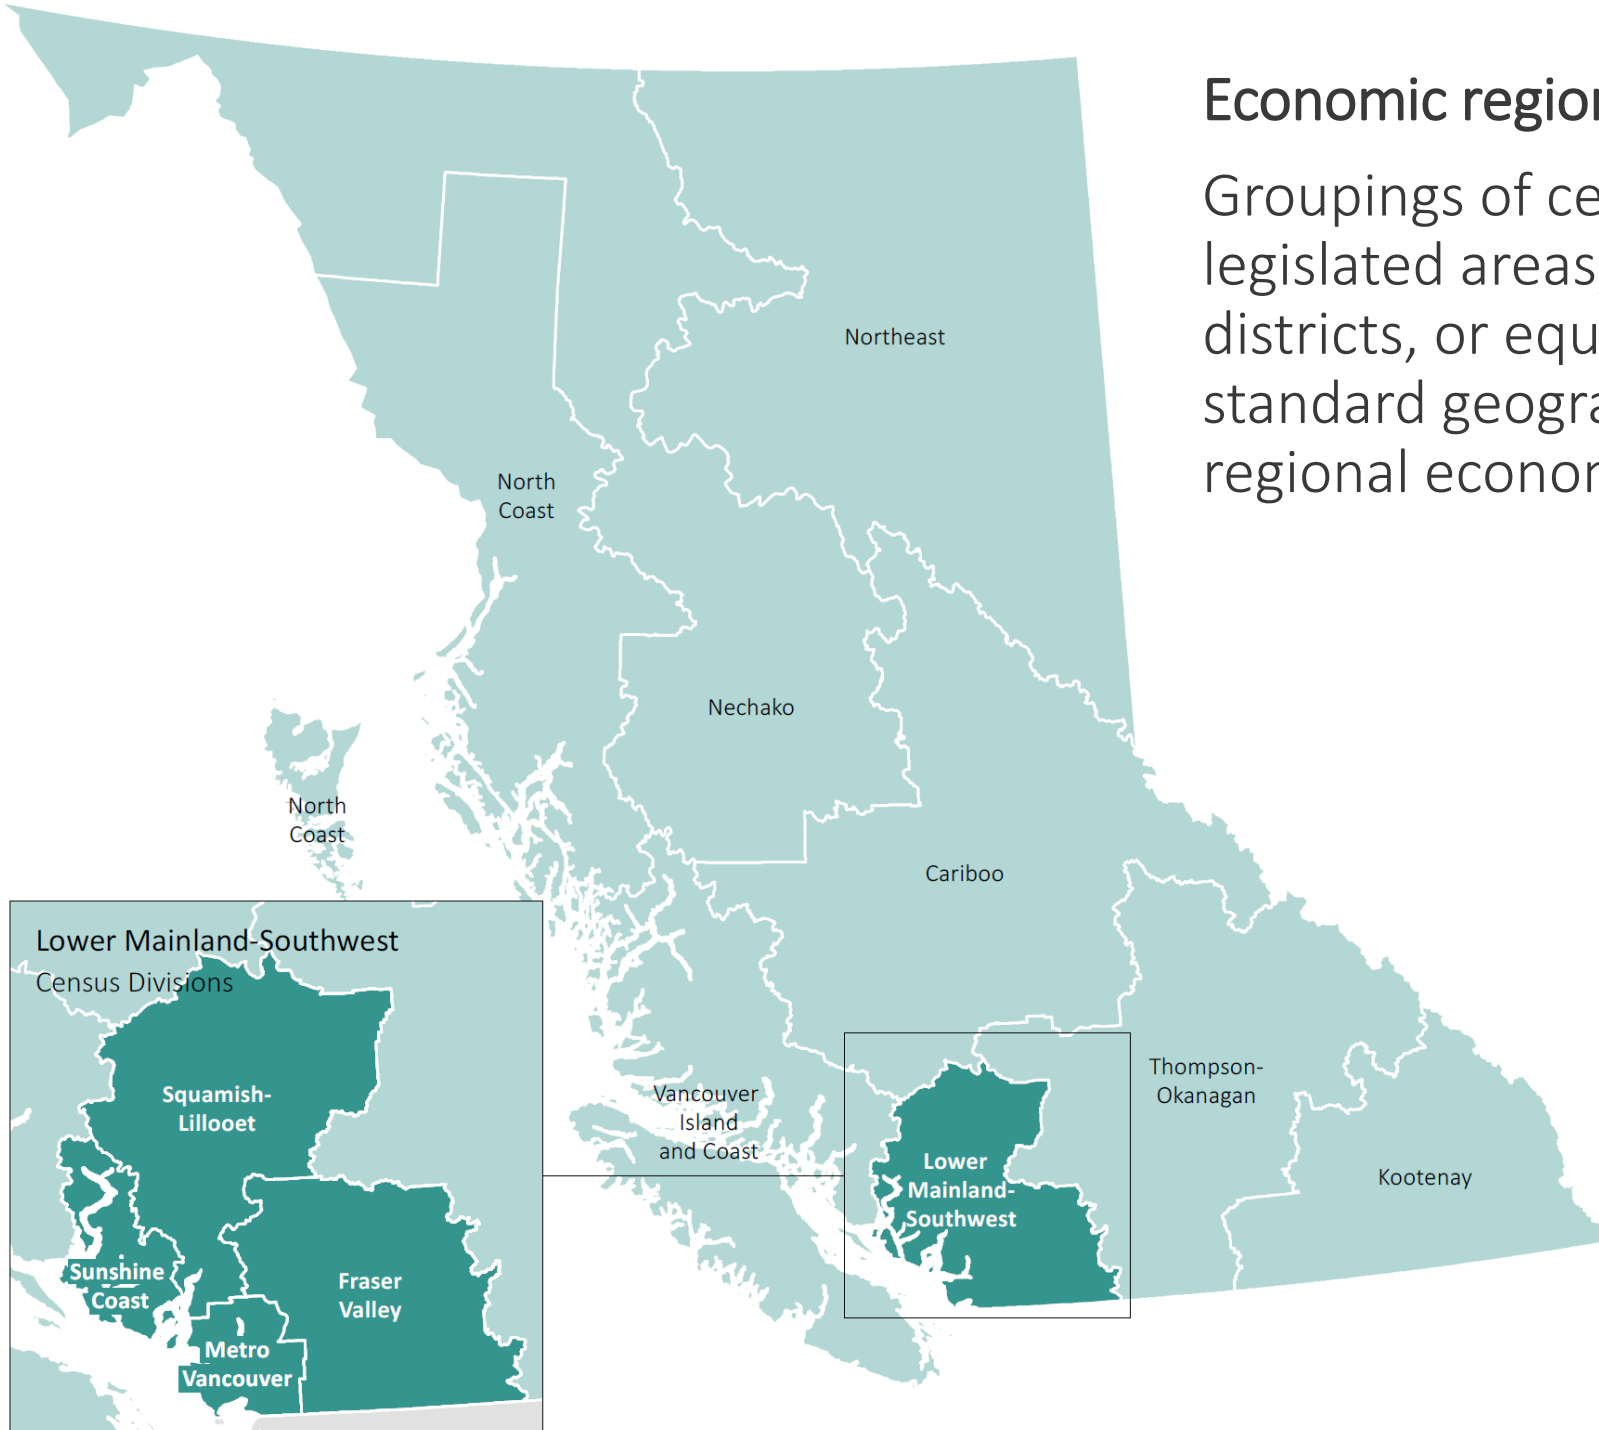 Economic region
Groupings of ce
legislated areas
districts, or equ
standard geogra
regional econor
Northeast
North
Coast
Nechako
North
Coast
Cariboo
Lower Mainland-Southwest
Census Divisions
Squamish-
Lillooet
Sunshine
Coast
Fraser
Valley
Metro
Vancouver
Vancouver
Island
and Coast
Lower
Mainland-
Southwest
Thompson-
Okanagan
Kootenay